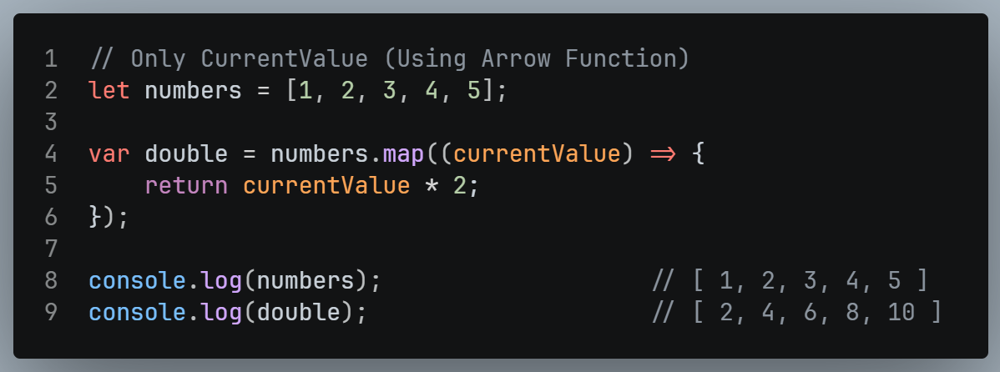 1 // Only CurrentValue (Using Arrow Function)
2 let numbers = [1, 2, 3, 4, 5];
3
4 var double = numbers.map((currentValue) => {
5     return currentValue * 2;
6 });
7
8 console.log(numbers);                   // [ 1, 2, 3, 4, 5 ]
9 console.log(double);                    // [ 2, 4, 6, 8, 10 ]